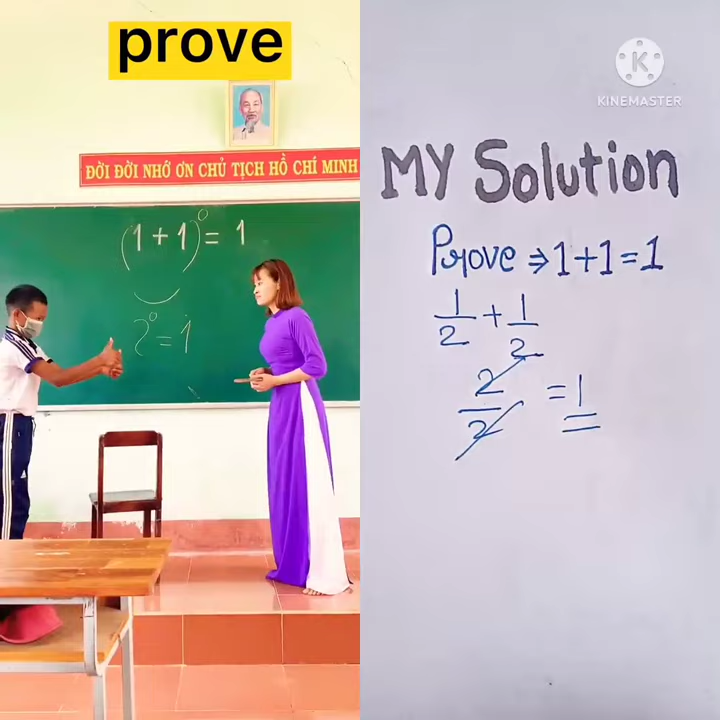 prove
ĐỜI ĐỜI NHỚ ƠN CHỦ TỊCH HỒ CHÍ MINH
(1 + 1)⁰ = 1
2⁰ = 1
KINEMASTER
MY Solution
Prove ⇒ 1+1=1
1/2 + 1/2
2/2 = 1